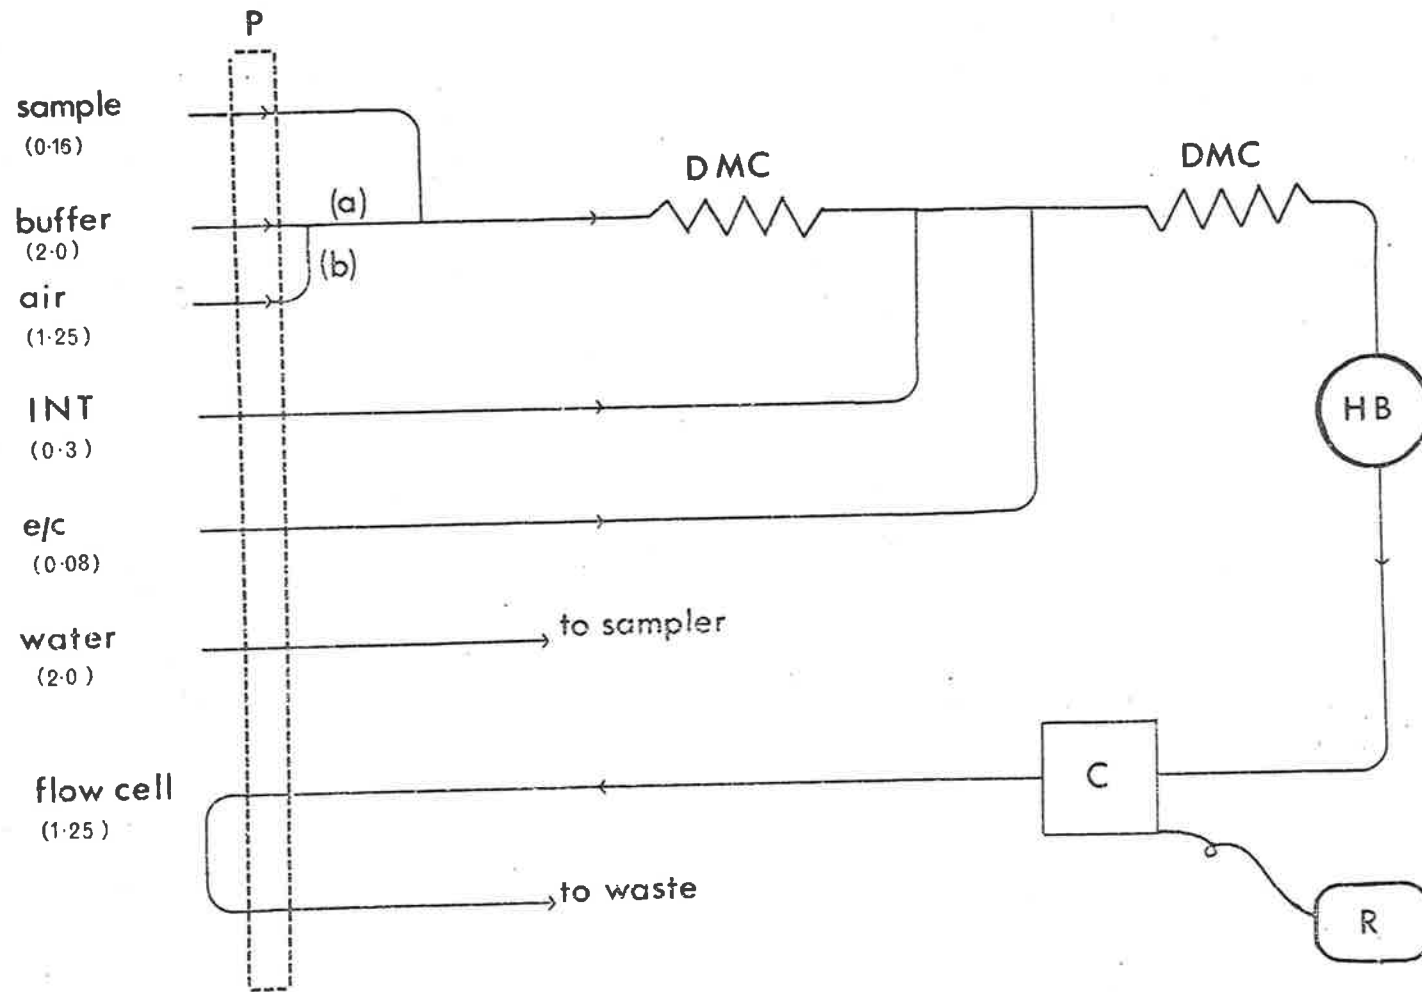 P
sample
(0·16)
DMC
DMC
buffer
(2·0)
(a)
(b)
air
(1·25)
INT
(0·3)
HB
e/c
(0·08)
water
(2·0)
to sampler
flow cell
(1·25)
C
to waste
R